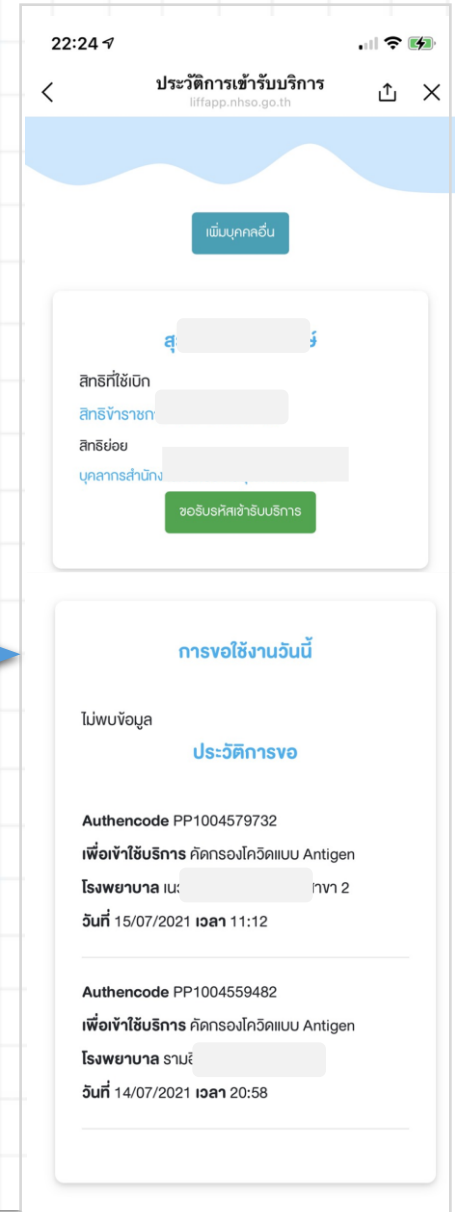 22:24
ประวัติการเข้ารับบริการ
liffapp.nhso.go.th
เพิ่มบุคคลอื่น
สิทธิที่ใช้เบิก
สิทธิย่อย
ขอรับรหัสเข้ารับบริการ
การขอใช้งานวันนี้
ไม่พบข้อมูล
ประวัติการขอ
Authencode PP1004579732
เพื่อเข้าใช้บริการ คัดกรองโควิดแบบ Antigen
โรงพยาบาล 2
วันที่ 15/07/2021 เวลา 11:12
Authencode PP1004559482
เพื่อเข้าใช้บริการ คัดกรองโควิดแบบ Antigen
โรงพยาบาล
วันที่ 14/07/2021 เวลา 20:58